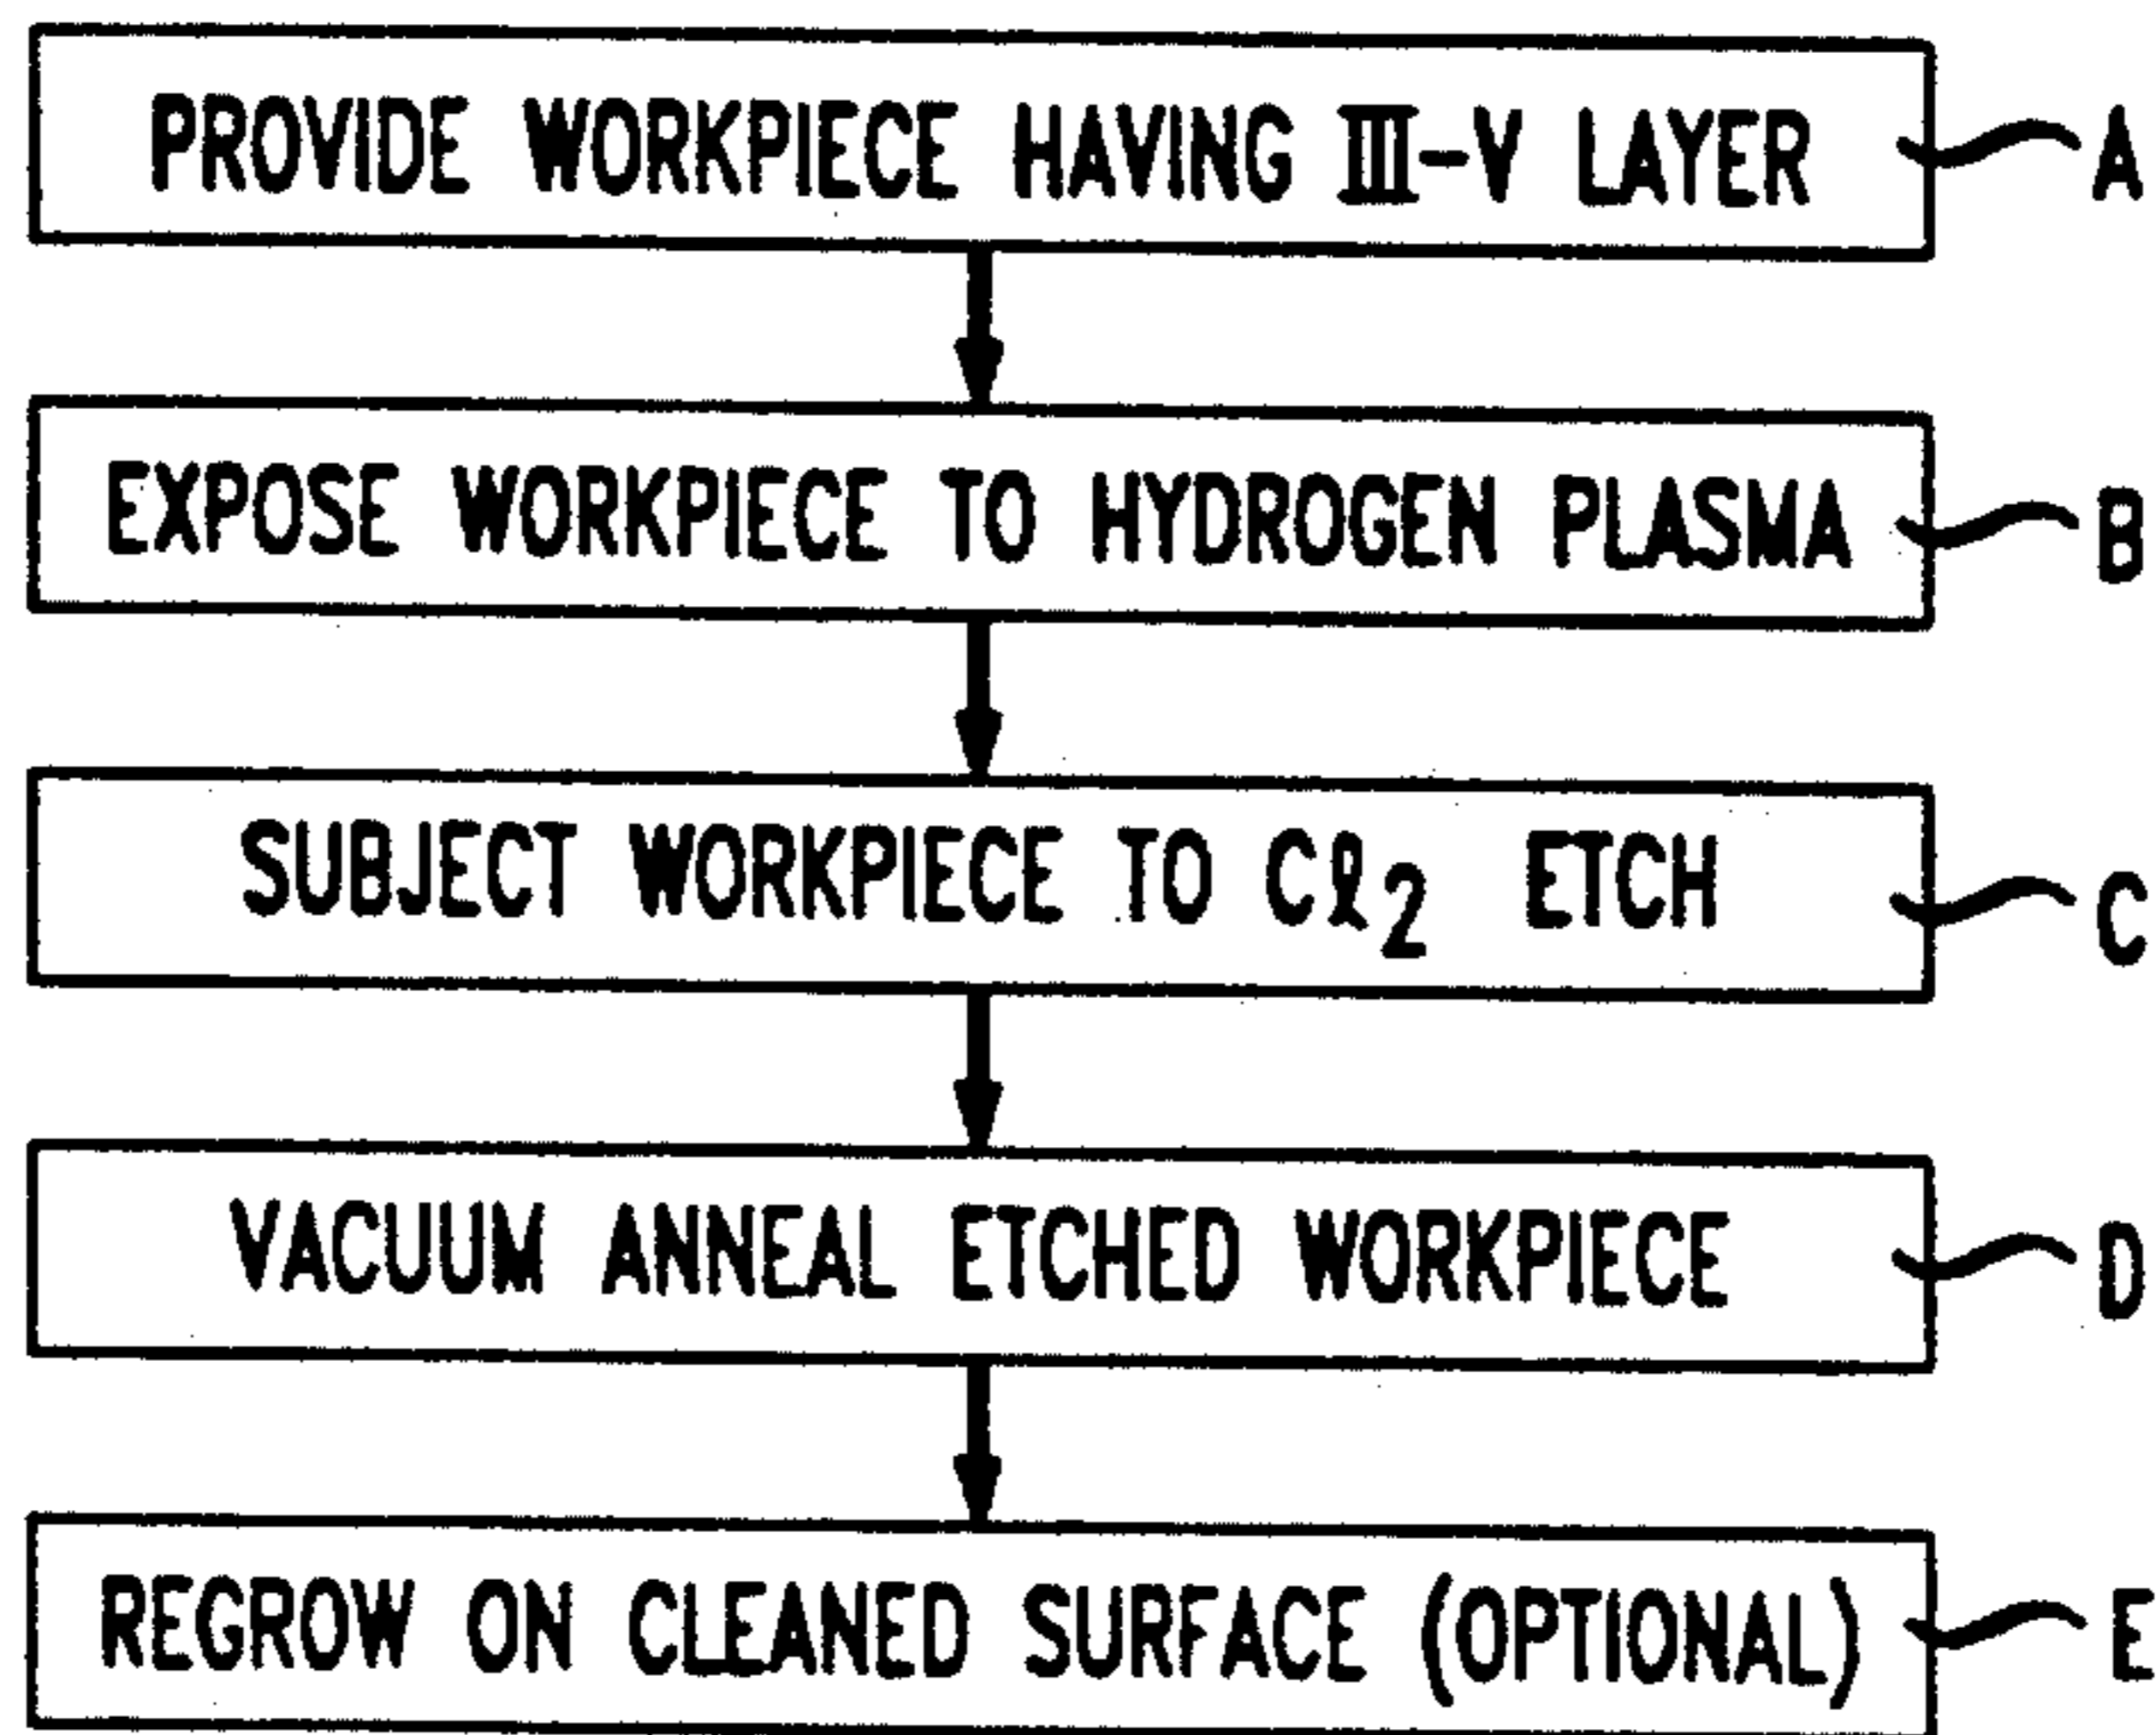 PROVIDE WORKPIECE HAVING III-V LAYER A
EXPOSE WORKPIECE TO HYDROGEN PLASMA B
SUBJECT WORKPIECE TO Cℓ₂ ETCH C
VACUUM ANNEAL ETCHED WORKPIECE D
REGROW ON CLEANED SURFACE (OPTIONAL) E